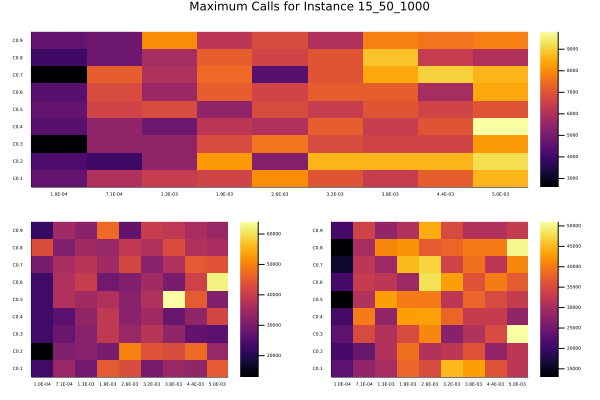 Maximum Calls for Instance 15_50_1000
C0.9
C0.8
C0.7
C0.6
C0.5
C0.4
C0.3
C0.2
C0.1
1.0E-04 7.1E-04 1.3E-03 1.9E-03 2.6E-03 3.2E-03 3.8E-03 4.4E-03 5.0E-03
9000
8000
7000
6000
5000
4000
3000
C0.9
C0.8
C0.7
C0.6
C0.5
C0.4
C0.3
C0.2
C0.1
1.0E-04 7.1E-04 1.3E-03 1.9E-03 2.6E-03 3.2E-03 3.8E-03 4.4E-03 5.0E-03
60000
50000
40000
30000
20000
C0.9
C0.8
C0.7
C0.6
C0.5
C0.4
C0.3
C0.2
C0.1
1.0E-04 7.1E-04 1.3E-03 1.9E-03 2.6E-03 3.2E-03 3.8E-03 4.4E-03 5.0E-03
50000
45000
40000
35000
30000
25000
20000
15000